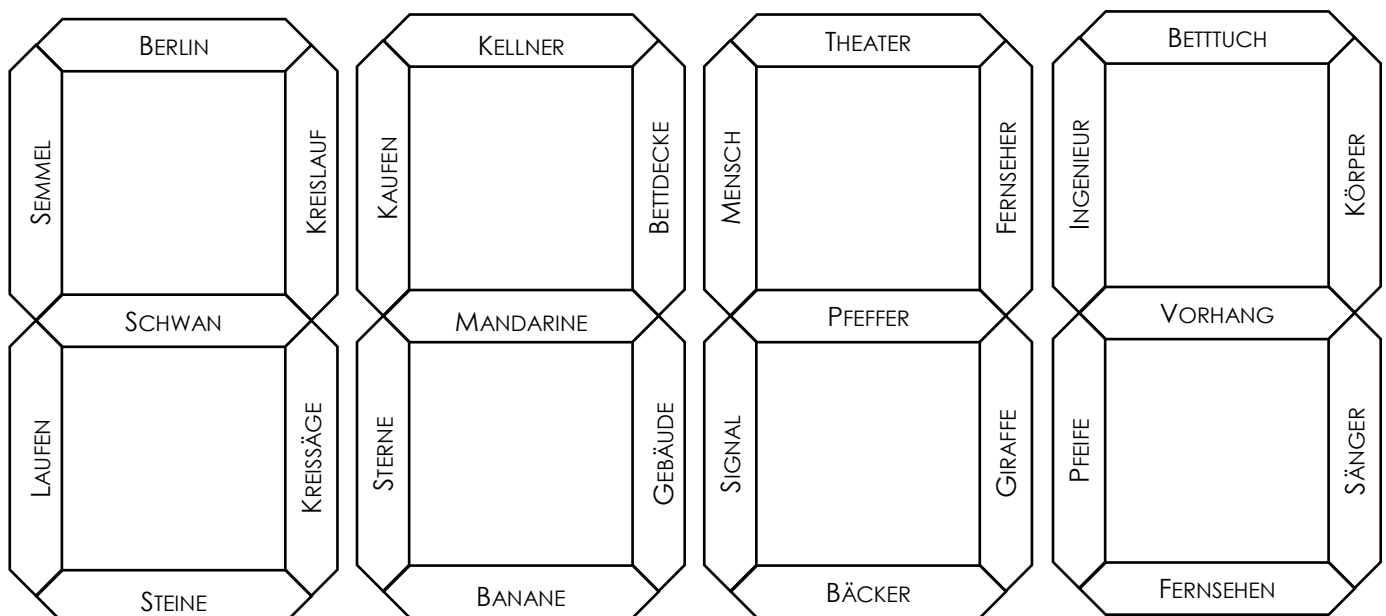 BERLIN
SEMMEL
KREISLAUF
SCHWAN
LAUFEN
KREISSÄGE
STEINE
KELLNER
KAUFEN
BETTDECKE
MANDARINE
STERNE
GEBÄUDE
BANANE
THEATER
MENSCH
FERNSEHER
PFEFFER
SIGNAL
GIRAFFE
BÄCKER
BETTTUCH
INGENIEUR
KÖRPER
VORHANG
PFEIFE
SÄNGER
FERNSEHEN